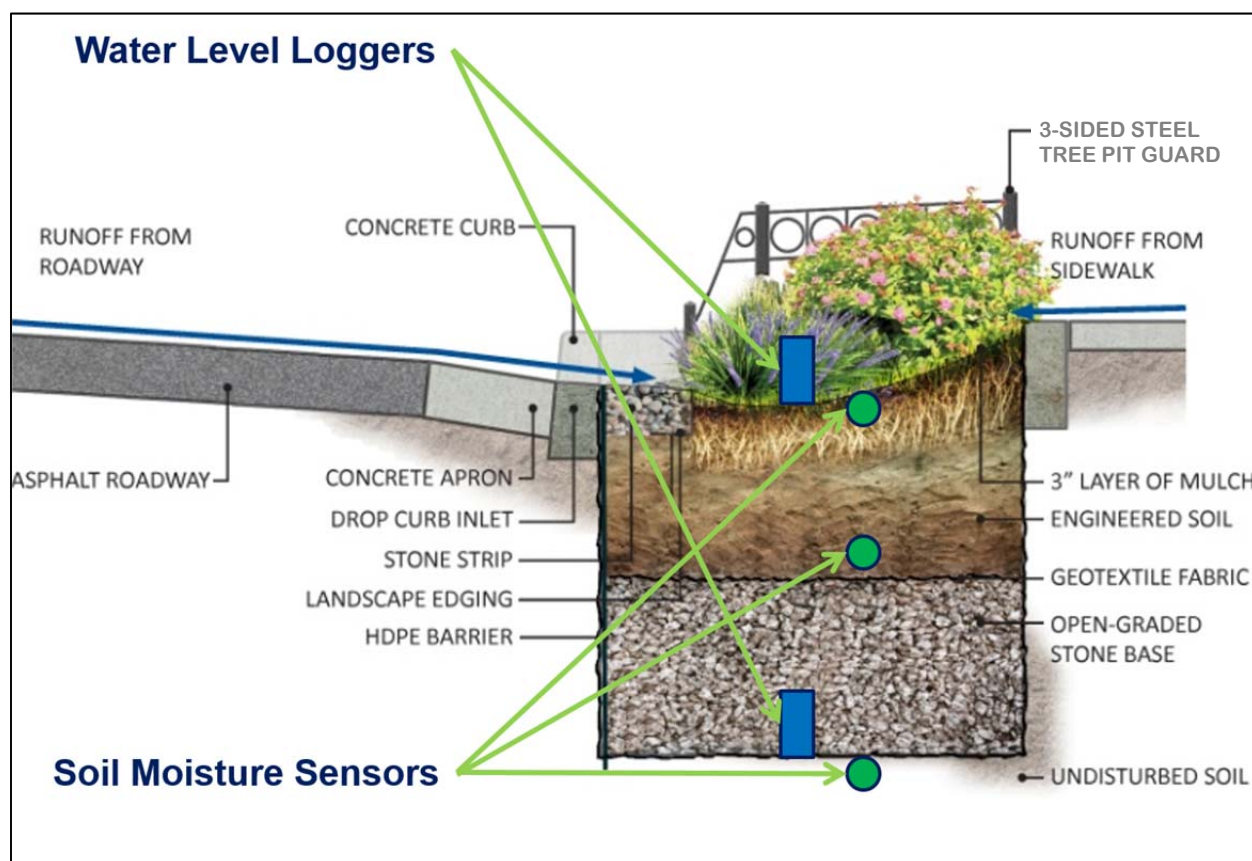 Water Level Loggers
3-SIDED STEEL
TREE PIT GUARD
CONCRETE CURB
RUNOFF FROM
ROADWAY
RUNOFF FROM
SIDEWALK
ASPHALT ROADWAY
CONCRETE APRON
DROP CURB INLET
STONE STRIP
LANDSCAPE EDGING
HDPE BARRIER
3" LAYER OF MULCH
ENGINEERED SOIL
GEOTEXTILE FABRIC
OPEN-GRADED
STONE BASE
Soil Moisture Sensors
UNDISTURBED SOIL